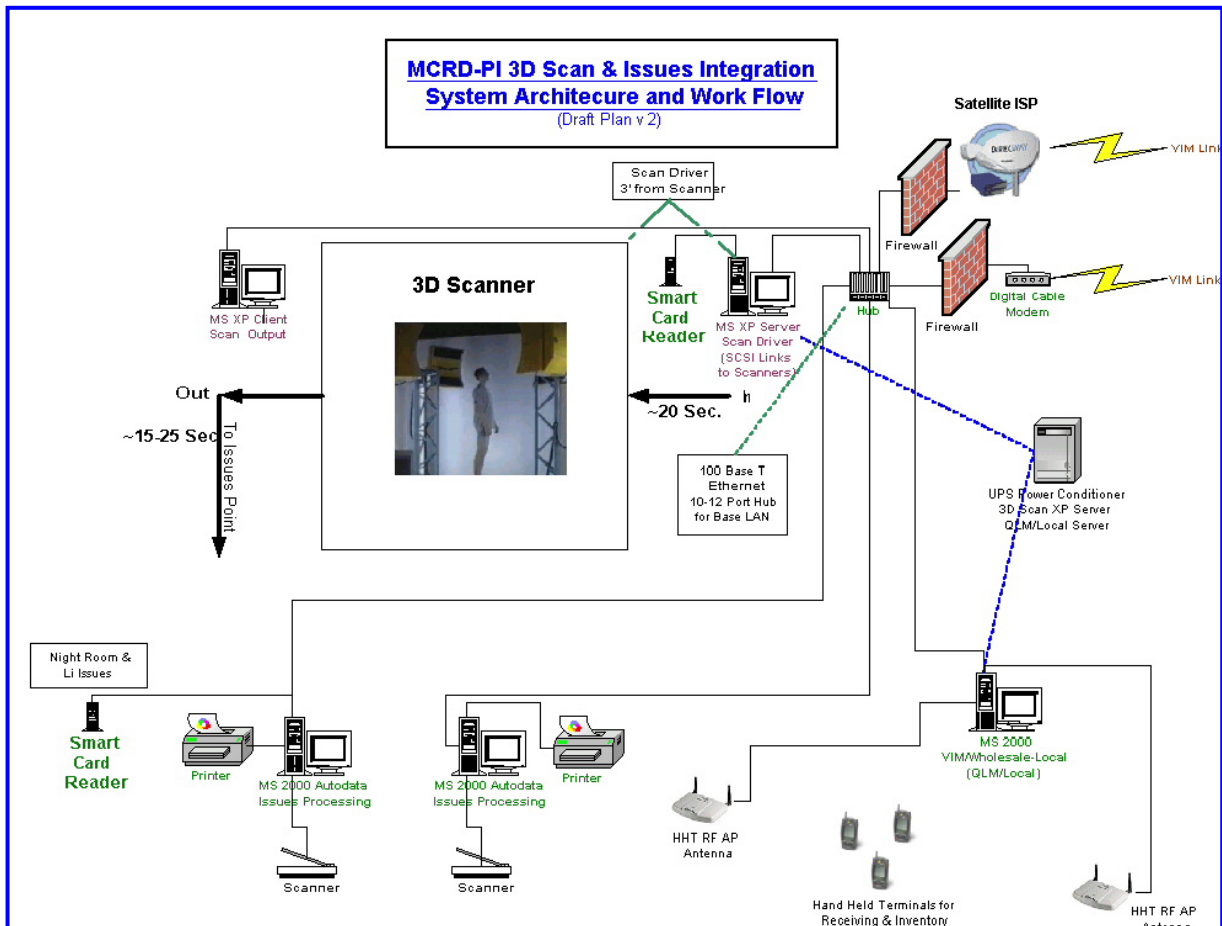 MCRD-PI 3D Scan & Issues Integration
System Architecure and Work Flow
(Draft Plan v 2)
Satellite ISP
VIM Link
Scan Driver
3' from Scanner
Firewall
3D Scanner
MS XP Client
Scan Output
Smart
Card
Reader
MS XP Server
Scan Driver
(SCSI Links
to Scanners)
Hub
Firewall
Digital Cable
Modem
VIM Link
Out
In
~20 Sec.
~15-25 Sec
To Issues Point
100 Base T
Ethernet
10-12 Port Hub
for Base LAN
UPS Power Conditioner
3D Scan XP Server
QLM/Local Server
Night Room &
Li Issues
Smart
Card
Reader
Printer
MS 2000 Autodata
Issues Processing
MS 2000 Autodata
Issues Processing
Printer
MS 2000
VIM/Wholesale-Local
(QLM/Local)
Scanner
Scanner
HHT RF AP
Antenna
Hand Held Terminals for
Receiving & Inventory
HHT RF AP
Antenna